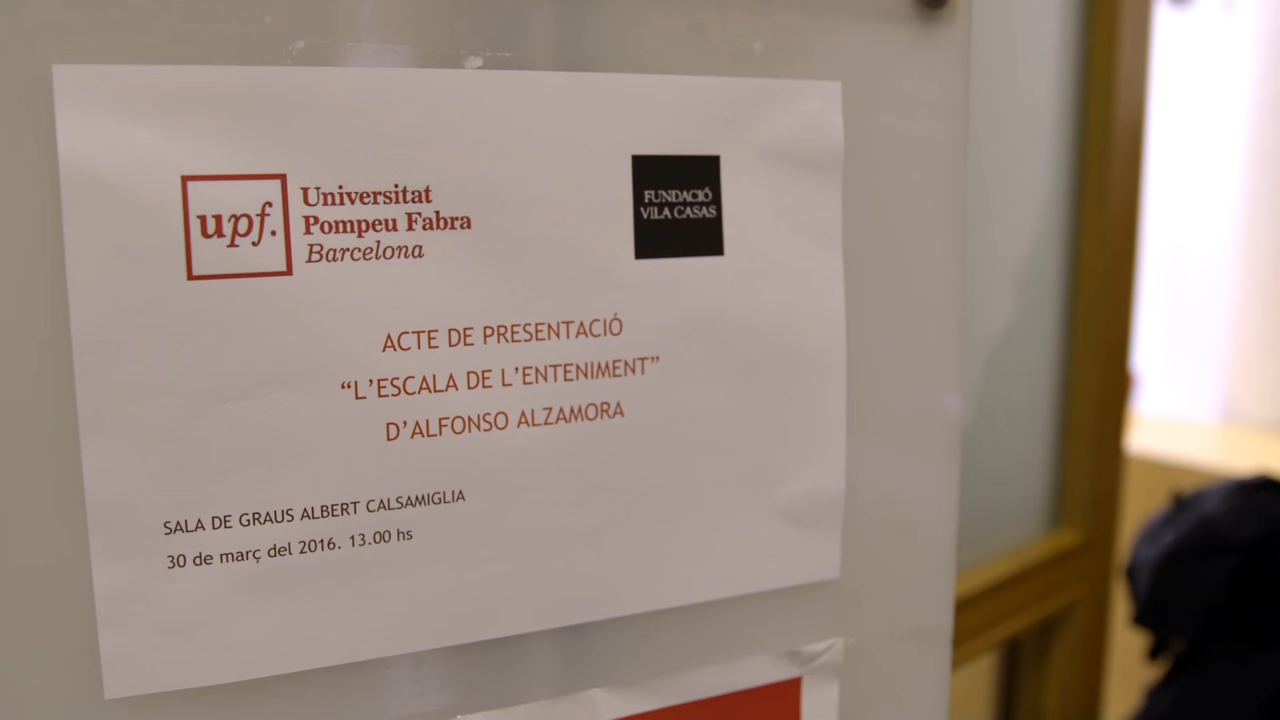 upf.
Universitat
Pompeu Fabra
Barcelona
FUNDACIÓ
VILA CASAS
ACTE DE PRESENTACIÓ
“L’ESCALA DE L’ENTENIMENT”
D’ALFONSO ALZAMORA
SALA DE GRAUS ALBERT CALSAMIGLIA
30 de març del 2016. 13.00 hs